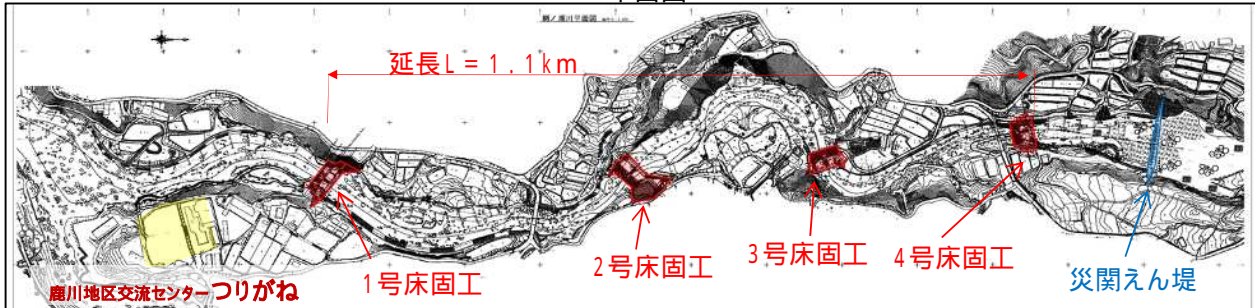 延長L=1.1km
1号床固工
2号床固工
3号床固工
4号床固工
災関えん堤
鹿川地区交流センターつりがね